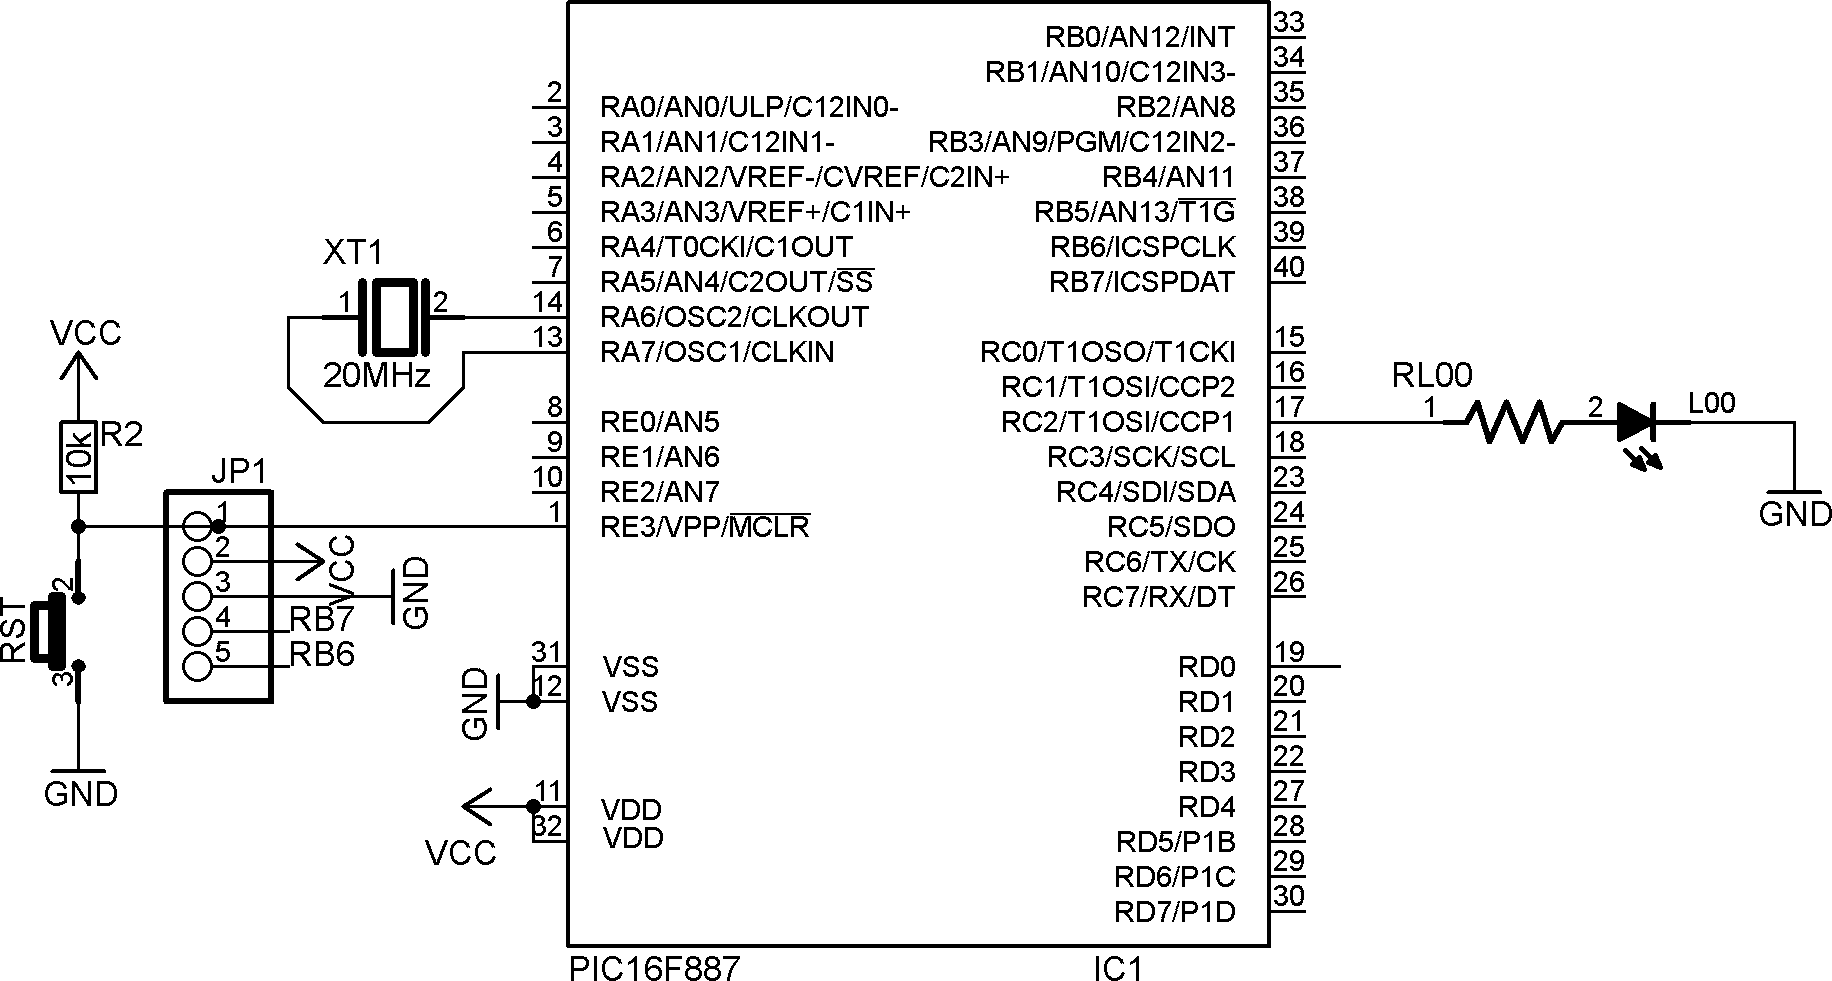 33
RB0/AN12/INT
34
RB1/AN10/C12IN3-
2
RA0/AN0/ULP/C12IN0-
35
RB2/AN8
3
RA1/AN1/C12IN1-
36
RB3/AN9/PGM/C12IN2-
4
RA2/AN2/VREF-/CVREF/C2IN+
37
RB4/AN11
5
RA3/AN3/VREF+/C1IN+
38
RB5/AN13/T1G
6
RA4/T0CKI/C1OUT
39
RB6/ICSPCLK
7
RA5/AN4/C2OUT/SS
40
RB7/ICSPDAT
XT1
1
2
20MHz
14
RA6/OSC2/CLKOUT
13
RA7/OSC1/CLKIN
15
RC0/T1OSO/T1CKI
16
RC1/T1OSI/CCP2
8
RE0/AN5
17
RC2/T1OSI/CCP1
RL00
1
2
L00
GND
9
RE1/AN6
18
RC3/SCK/SCL
10
RE2/AN7
23
RC4/SDI/SDA
1
RE3/VPP/MCLR
24
RC5/SDO
25
RC6/TX/CK
26
RC7/RX/DT
VCC
R2
10k
JP1
1
2
VCC
3
GND
4
RB7
5
RB6
RST
2
3
GND
31
VSS
12
VSS
GND
19
RD0
20
RD1
21
RD2
22
RD3
11
VDD
32
VDD
VCC
27
RD4
28
RD5/P1B
29
RD6/P1C
30
RD7/P1D
PIC16F887
IC1